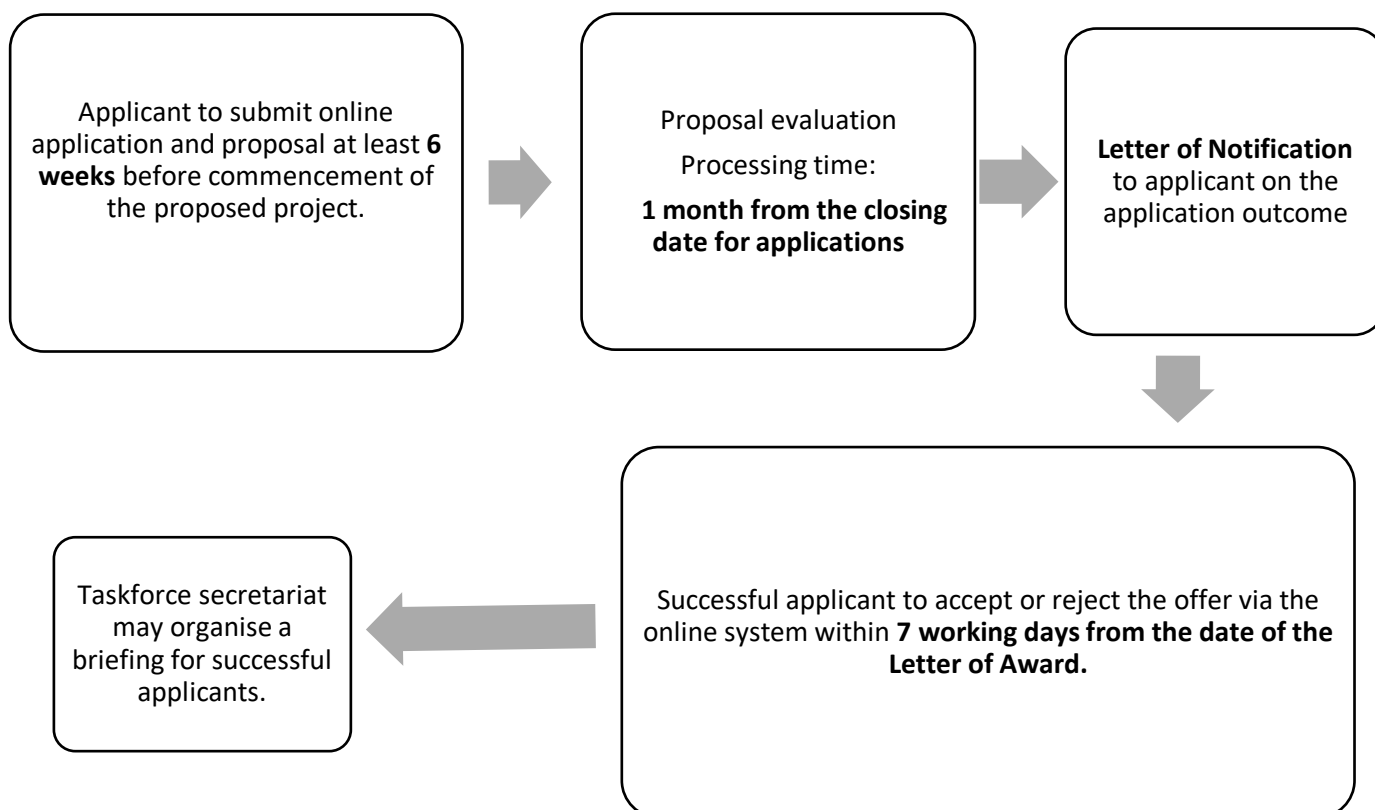 Applicant to submit online
application and proposal at least 6
weeks before commencement of
the proposed project.
Proposal evaluation
Processing time:
1 month from the closing
date for applications
Letter of Notification
to applicant on the
application outcome
Successful applicant to accept or reject the offer via the
online system within 7 working days from the date of the
Letter of Award.
Taskforce secretariat
may organise a
briefing for successful
applicants.